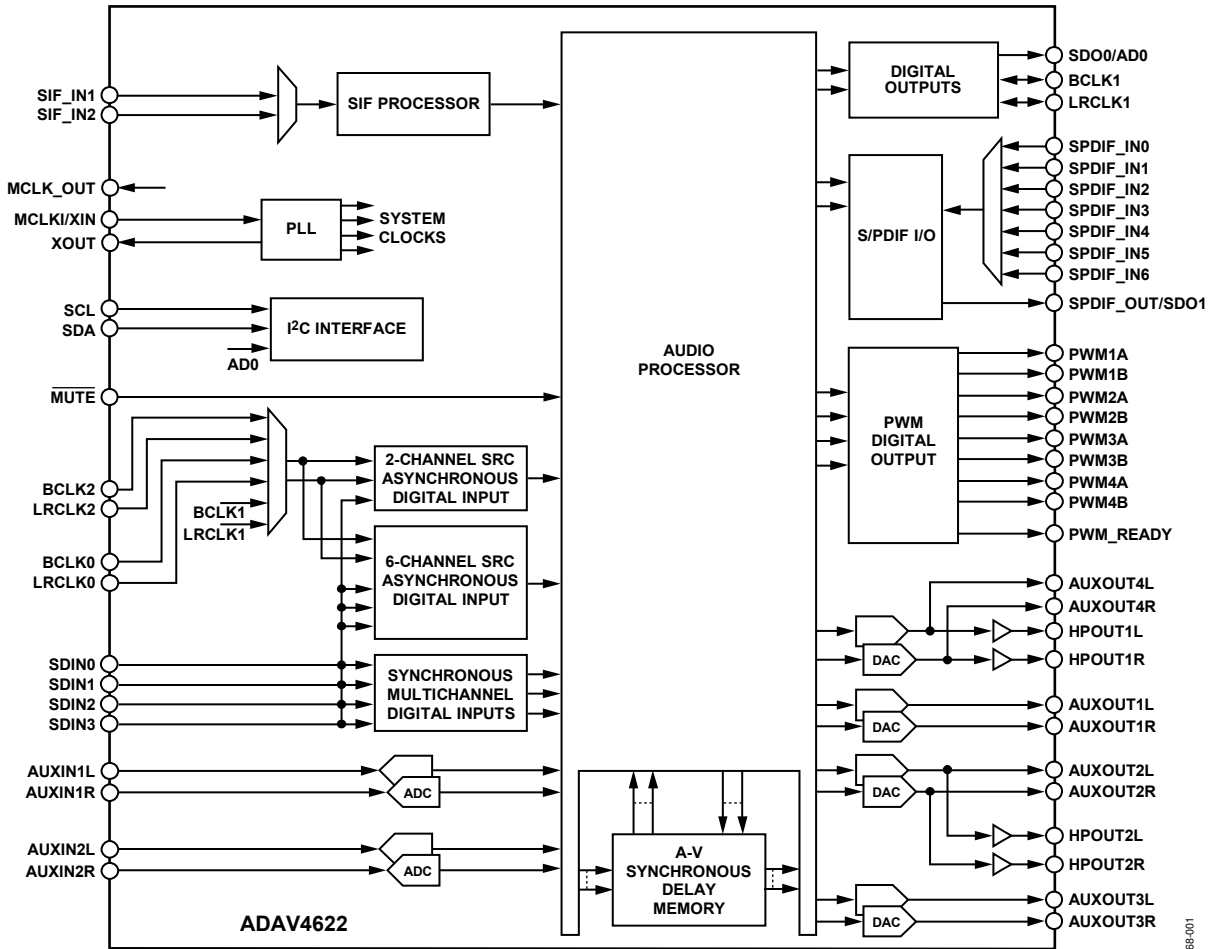 SIF_IN1
SIF_IN2
SIF PROCESSOR
MCLK_OUT
MCLKI/XIN
XOUT
PLL
SYSTEM
CLOCKS
SCL
SDA
I2C INTERFACE
AD0
MUTE
BCLK2
LRCLK2
BCLK1
LRCLK1
BCLK0
LRCLK0
2-CHANNEL SRC
ASYNCHRONOUS
DIGITAL INPUT
6-CHANNEL SRC
ASYNCHRONOUS
DIGITAL INPUT
SDIN0
SDIN1
SDIN2
SDIN3
SYNCHRONOUS
MULTICHANNEL
DIGITAL INPUTS
AUXIN1L
AUXIN1R
ADC
AUXIN2L
AUXIN2R
ADC
ADAV4622
AUDIO
PROCESSOR
A-V
SYNCHRONOUS
DELAY
MEMORY
DIGITAL
OUTPUTS
SDO0/AD0
BCLK1
LRCLK1
S/PDIF I/O
SPDIF_IN0
SPDIF_IN1
SPDIF_IN2
SPDIF_IN3
SPDIF_IN4
SPDIF_IN5
SPDIF_IN6
SPDIF_OUT/SDO1
PWM
DIGITAL
OUTPUT
PWM1A
PWM1B
PWM2A
PWM2B
PWM3A
PWM3B
PWM4A
PWM4B
PWM_READY
DAC
AUXOUT4L
AUXOUT4R
HPOUT1L
HPOUT1R
DAC
AUXOUT1L
AUXOUT1R
DAC
AUXOUT2L
AUXOUT2R
HPOUT2L
HPOUT2R
DAC
AUXOUT3L
AUXOUT3R
68-001